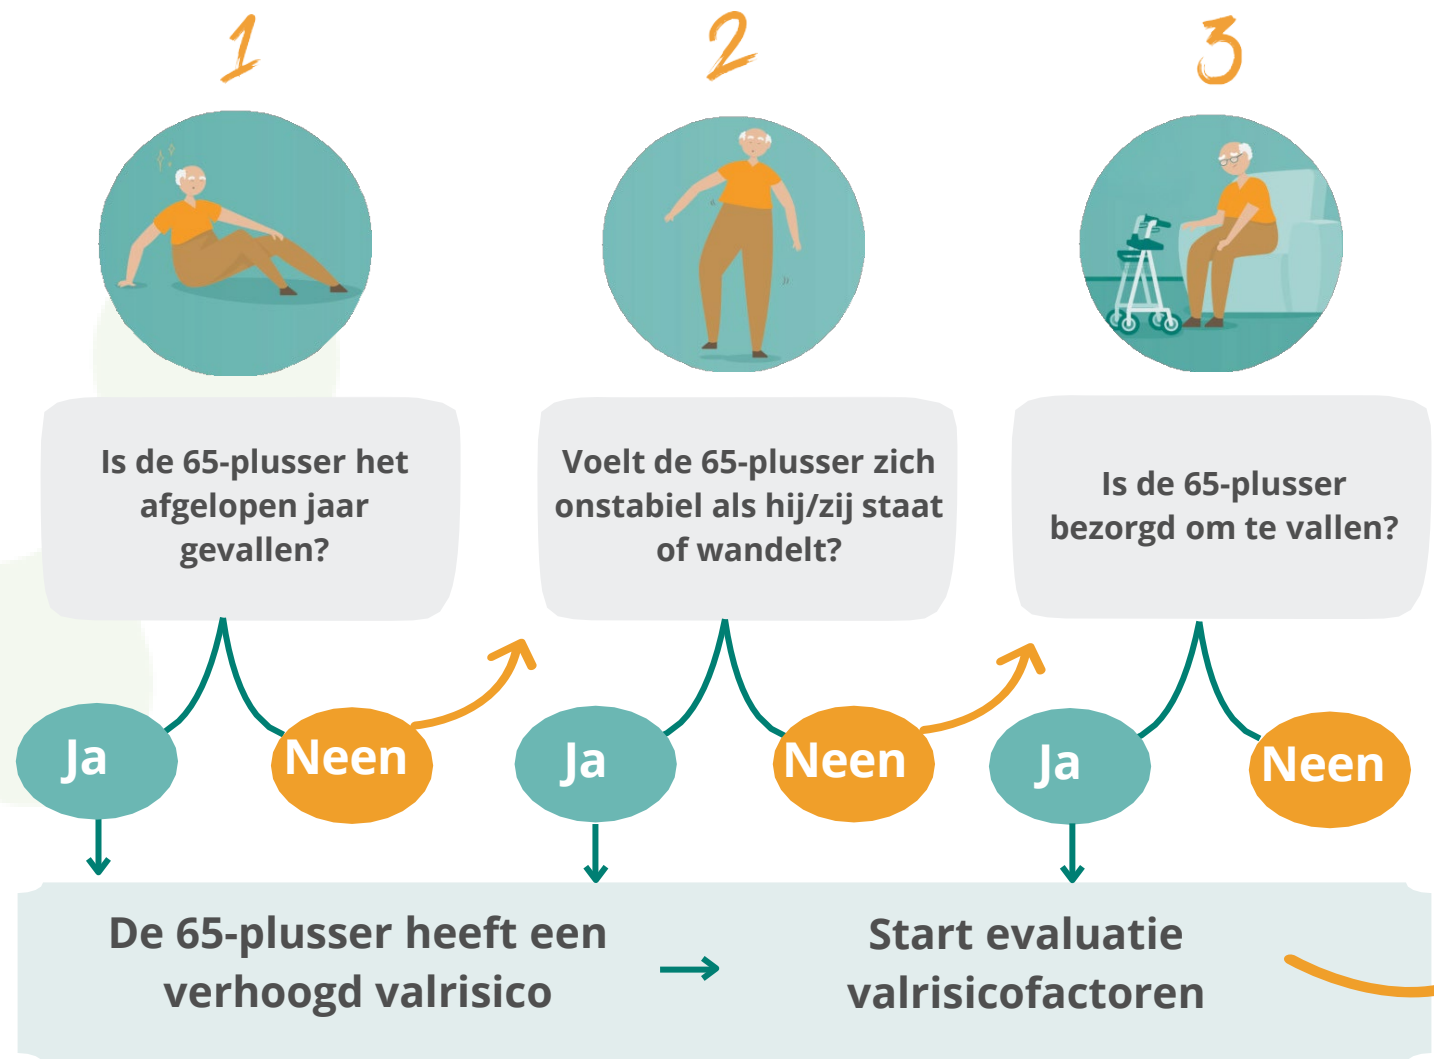 1
2
3
Is de 65-plusser het
afgelopen jaar
gevallen?
Voelt de 65-plusser zich
onstabiel als hij/zij staat
of wandelt?
Is de 65-plusser
bezorgd om te vallen?
Ja
Neen
Ja
Neen
Ja
Neen
De 65-plusser heeft een
verhoogd valrisico
Start evaluatie
valrisicofactoren